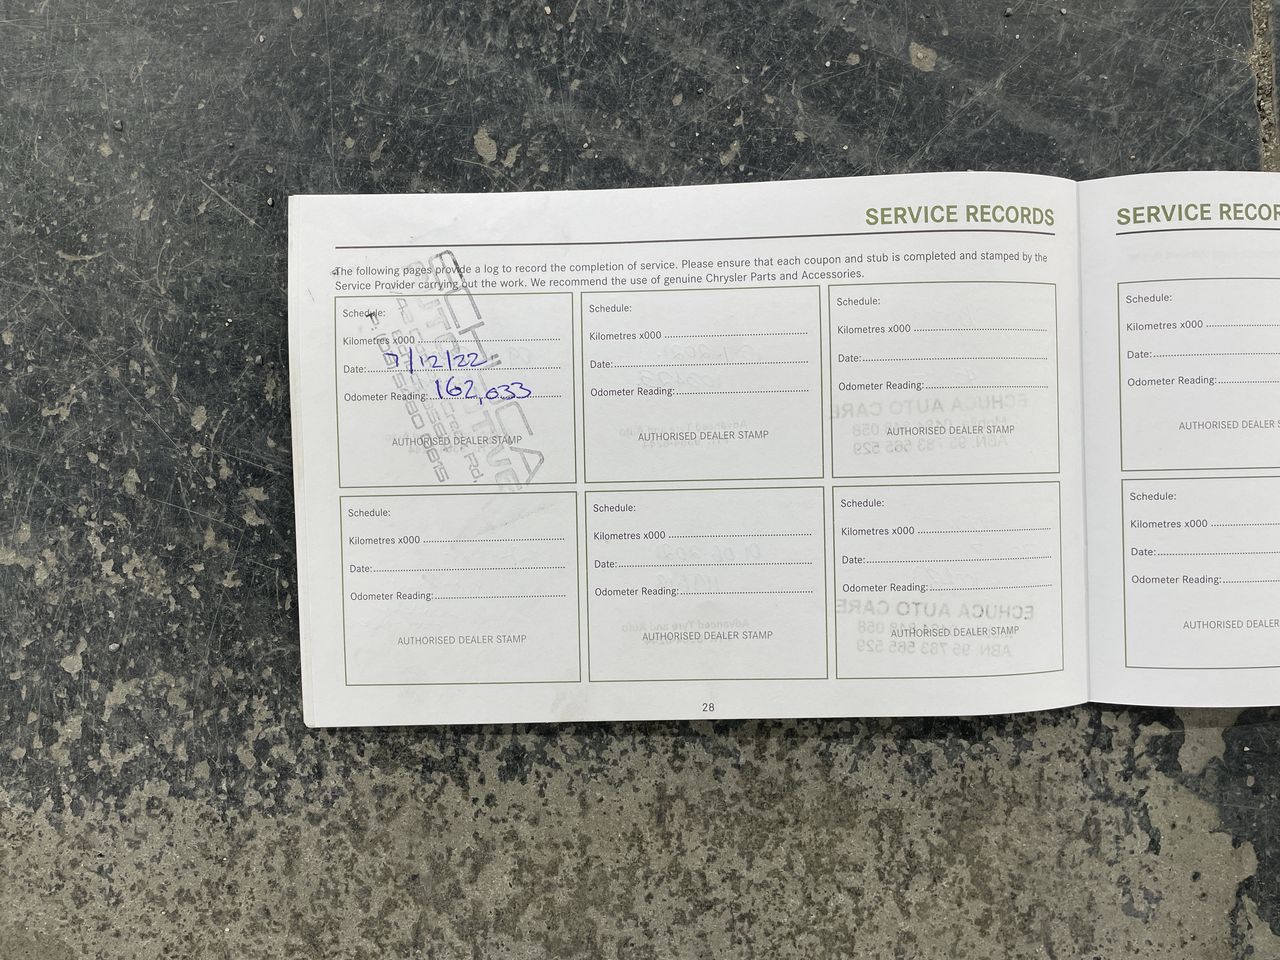 SERVICE RECORDS
The following pages provide a log to record the completion of service. Please ensure that each coupon and stub is completed and stamped by the
Service Provider carrying out the work. We recommend the use of genuine Chrysler Parts and Accessories.
Schedule:
Kilometres x000
Date: 7/12/22
Odometer Reading: 162,033
AUTHORISED DEALER STAMP
ECHUCA
Schedule:
Kilometres x000
Date:
Odometer Reading:
AUTHORISED DEALER STAMP
Schedule:
Kilometres x000
Date:
Odometer Reading:
AUTHORISED DEALER STAMP
ECHUCA AUTO CARE
ABN: 95 783 565 529
Schedule:
Kilometres x000
Date:
Odometer Reading:
AUTHORISED DEALER STAMP
Schedule:
Kilometres x000
Date:
Odometer Reading:
AUTHORISED DEALER STAMP
Advanced Tyre and Auto
Schedule:
Kilometres x000
Date:
Odometer Reading:
AUTHORISED DEALER STAMP
ECHUCA AUTO CARE
ABN: 95 783 565 529
28
SERVICE RECOR
Schedule:
Kilometres x000
Date:
Odometer Reading:
AUTHORISED DEALER S
Schedule:
Kilometres x000
Date:
Odometer Reading:
AUTHORISED DEALER